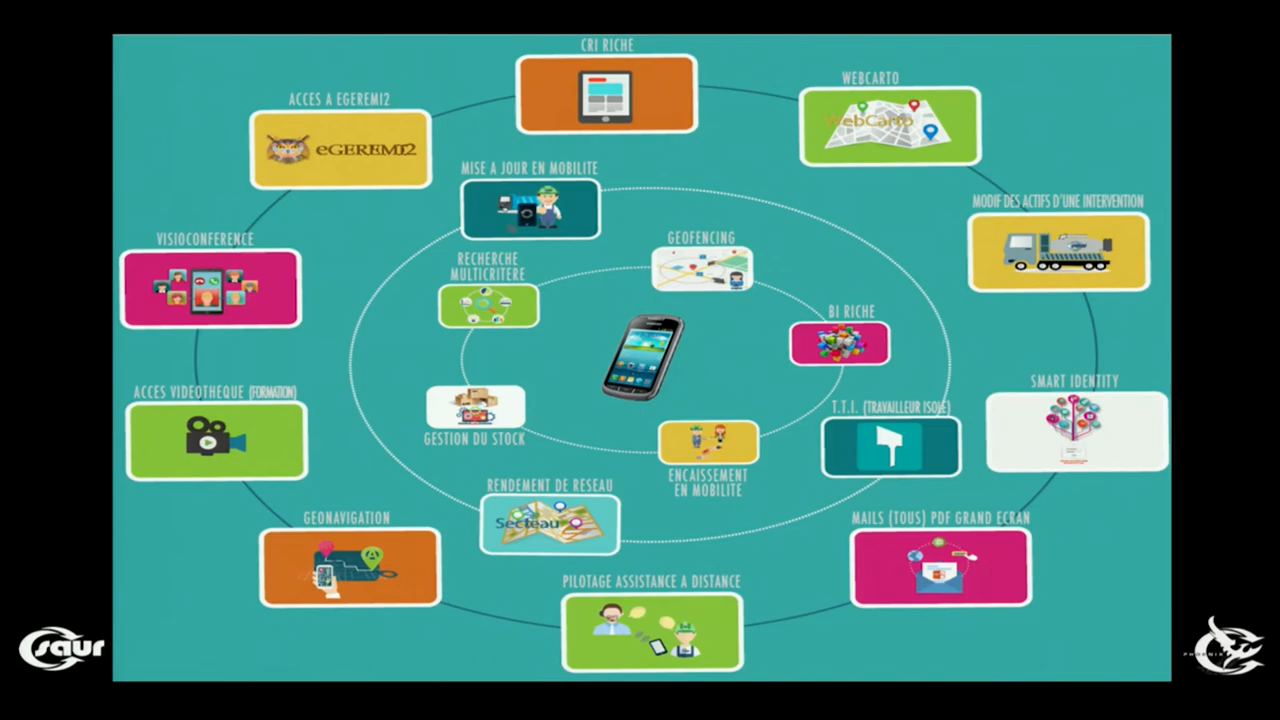 CRI RICHE
ACCES A EGEREMI2
WEBCARTO
eGEREMI2
WebCarto
MISE A JOUR EN MOBILITE
MODIF DES ACTIFS D'UNE INTERVENTION
VISIOCONFERENCE
GEOFENCING
RECHERCHE
MULTICRITERE
BI RICHE
ACCES VIDEOTHEQUE (FORMATION)
SMART IDENTITY
T.T.I. (TRAVAILLEUR ISOLE)
GESTION DU STOCK
ENCAISSEMENT
EN MOBILITE
RENDEMENT DE RESEAU
Secteau
GEONAVIGATION
MAILS (TOUS) PDF GRAND ECRAN
PILOTAGE ASSISTANCE A DISTANCE
saur
PHOENIX